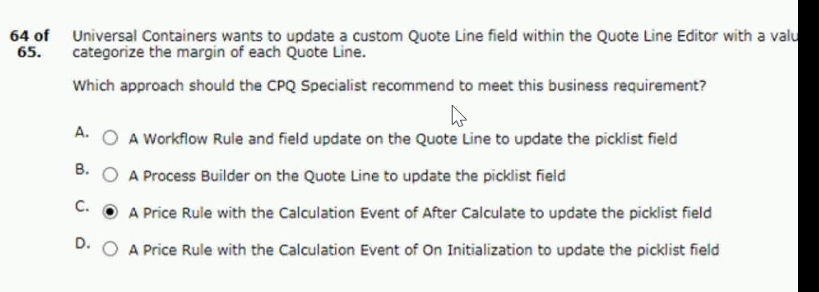 64 of 65.
Universal Containers wants to update a custom Quote Line field within the Quote Line Editor with a
categorize the margin of each Quote Line.
Which approach should the CPQ Specialist recommend to meet this business requirement?
A. A Workflow Rule and field update on the Quote Line to update the picklist field
B. A Process Builder on the Quote Line to update the picklist field
C. A Price Rule with the Calculation Event of After Calculate to update the picklist field
D. A Price Rule with the Calculation Event of On Initialization to update the picklist field